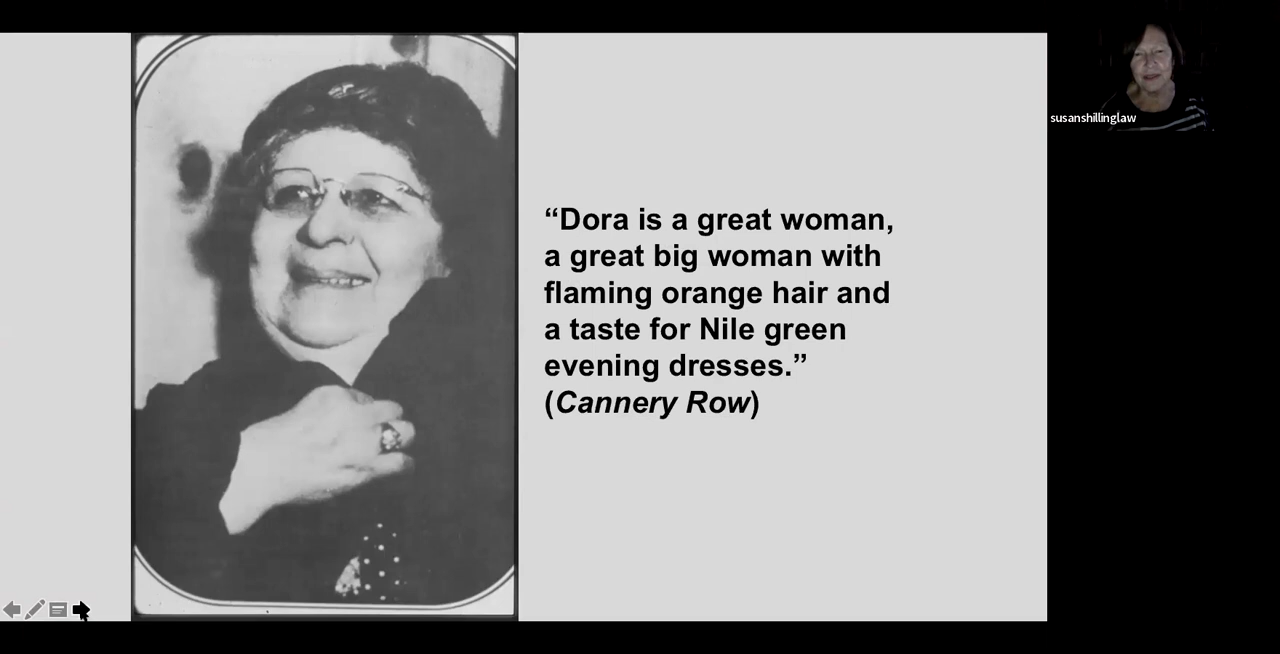 “Dora is a great woman,
a great big woman with
flaming orange hair and
a taste for Nile green
evening dresses.”
(Cannery Row)
susanshillinglaw